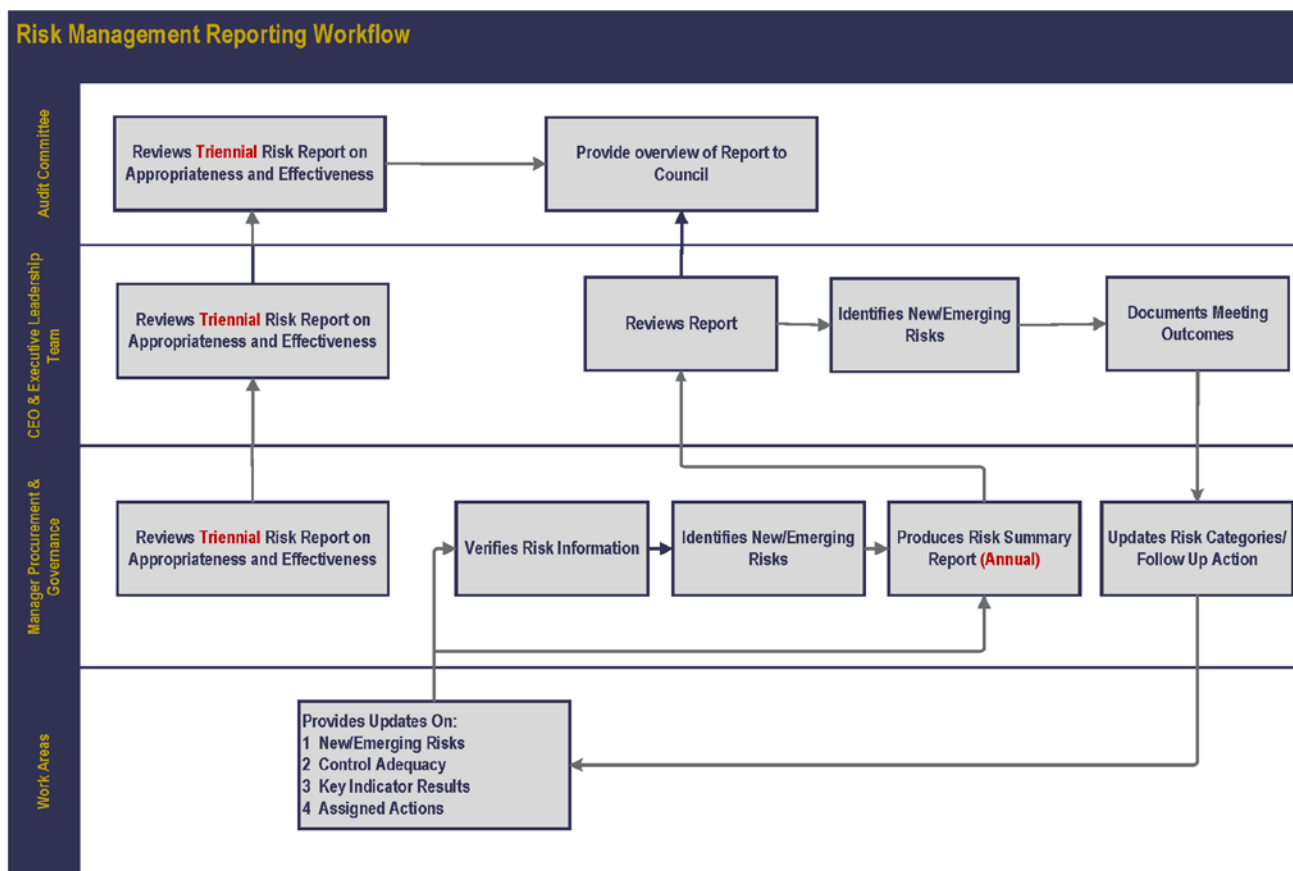 Risk Management Reporting Workflow
Audit Committee
Reviews Triennial Risk Report on
Appropriateness and Effectiveness
Provide overview of Report to
Council
CEO & Executive Leadership
Team
Reviews Triennial Risk Report on
Appropriateness and Effectiveness
Reviews Report
Identifies New/Emerging
Risks
Documents Meeting
Outcomes
Manager Procurement &
Governance
Reviews Triennial Risk Report on
Appropriateness and Effectiveness
Verifies Risk Information
Identifies New/Emerging
Risks
Produces Risk Summary
Report (Annual)
Updates Risk Categories/
Follow Up Action
Work Areas
Provides Updates On:
1 New/Emerging Risks
2 Control Adequacy
3 Key Indicator Results
4 Assigned Actions